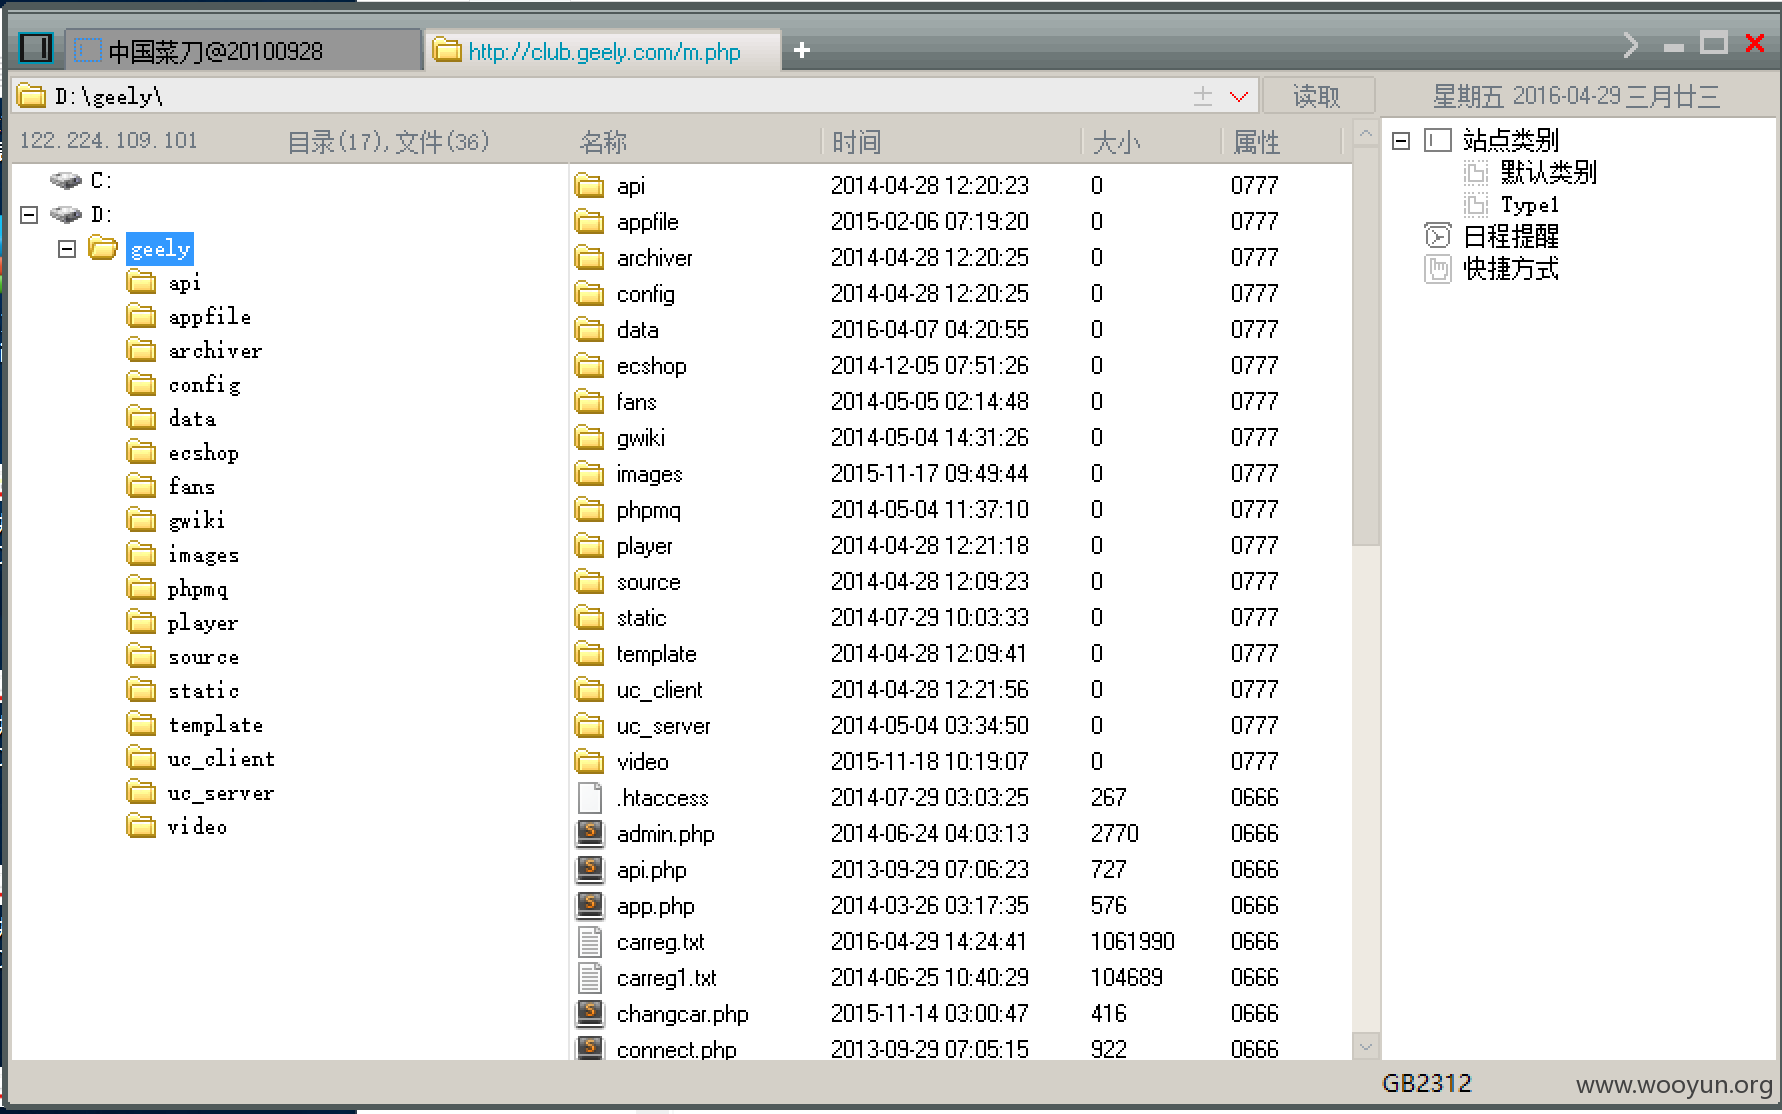 中国菜刀@20100928
http://club.geely.com/m.php
+
D:\geely\
读取
星期五 2016-04-29 三月廿三
122.224.109.101 目录(17),文件(36)
名称 时间 大小 属性
C:
D:
geely
api
appfile
archiver
config
data
ecshop
fans
gwiki
images
phpmq
player
source
static
template
uc_client
uc_server
video
api 2014-04-28 12:20:23 0 0777
appfile 2015-02-06 07:19:20 0 0777
archiver 2014-04-28 12:20:25 0 0777
config 2014-04-28 12:20:25 0 0777
data 2016-04-07 04:20:55 0 0777
ecshop 2014-12-05 07:51:26 0 0777
fans 2014-05-05 02:14:48 0 0777
gwiki 2014-05-04 14:31:26 0 0777
images 2015-11-17 09:49:44 0 0777
phpmq 2014-05-04 11:37:10 0 0777
player 2014-04-28 12:21:18 0 0777
source 2014-04-28 12:09:23 0 0777
static 2014-07-29 10:03:33 0 0777
template 2014-04-28 12:09:41 0 0777
uc_client 2014-04-28 12:21:56 0 0777
uc_server 2014-05-04 03:34:50 0 0777
video 2015-11-18 10:19:07 0 0777
.htaccess 2014-07-29 03:03:25 267 0666
admin.php 2014-06-24 04:03:13 2770 0666
api.php 2013-09-29 07:06:23 727 0666
app.php 2014-03-26 03:17:35 576 0666
carreg.txt 2016-04-29 14:24:41 1061990 0666
carreg1.txt 2014-06-25 10:40:29 104689 0666
changcar.php 2015-11-14 03:00:47 416 0666
connect.php 2013-09-29 07:05:15 922 0666
站点类别
默认类别
Type1
日程提醒
快捷方式
GB2312
www.wooyun.org